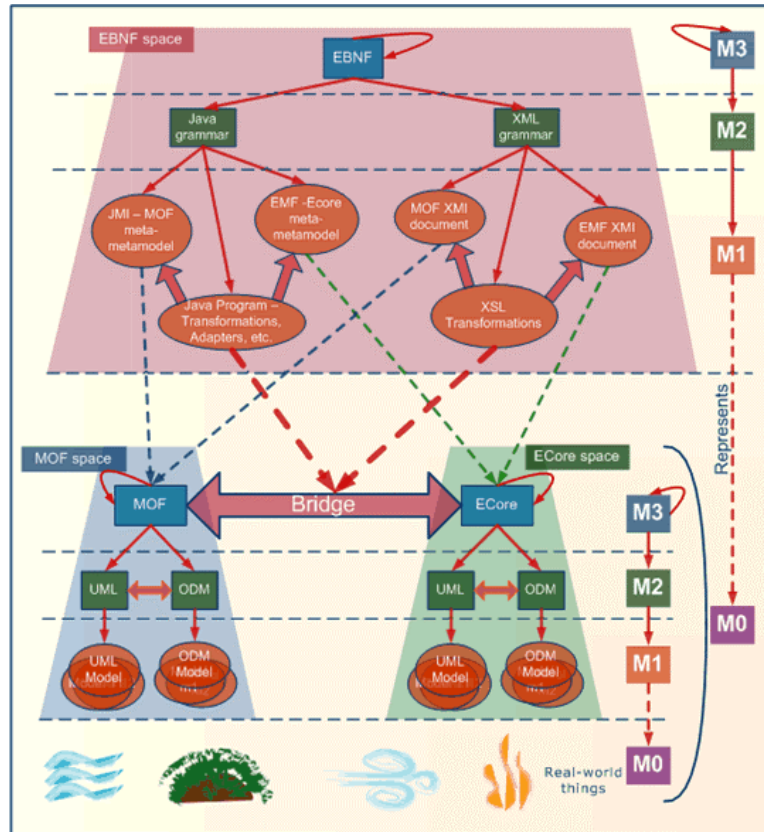 EBNF space
EBNF
M3
Java
grammar
XML
grammar
M2
JMI – MOF
meta-
metamodel
EMF -Ecore
meta-
metamodel
MOF XMI
document
EMF XMI
document
M1
Java Program –
Transformations,
Adapters, etc.
XSL
Transformations
Represents
MOF space
ECore space
MOF
Bridge
ECore
M3
UML
ODM
UML
ODM
M2
M0
UML
Model
ODM
Model
UML
Model
ODM
Model
M1
Real-world
things
M0